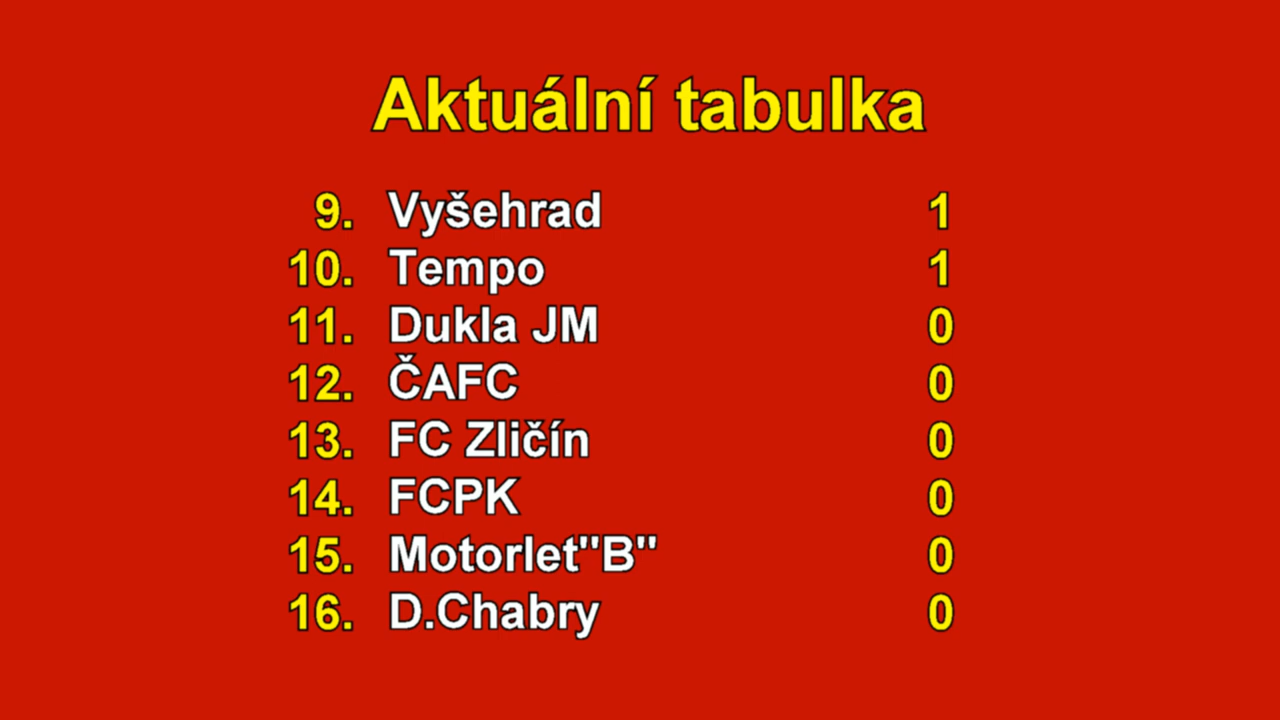 Aktuální tabulka
9. Vyšehrad 1
10. Tempo 1
11. Dukla JM 0
12. ČAFC 0
13. FC Zličín 0
14. FCPK 0
15. Motorlet"B" 0
16. D.Chabry 0